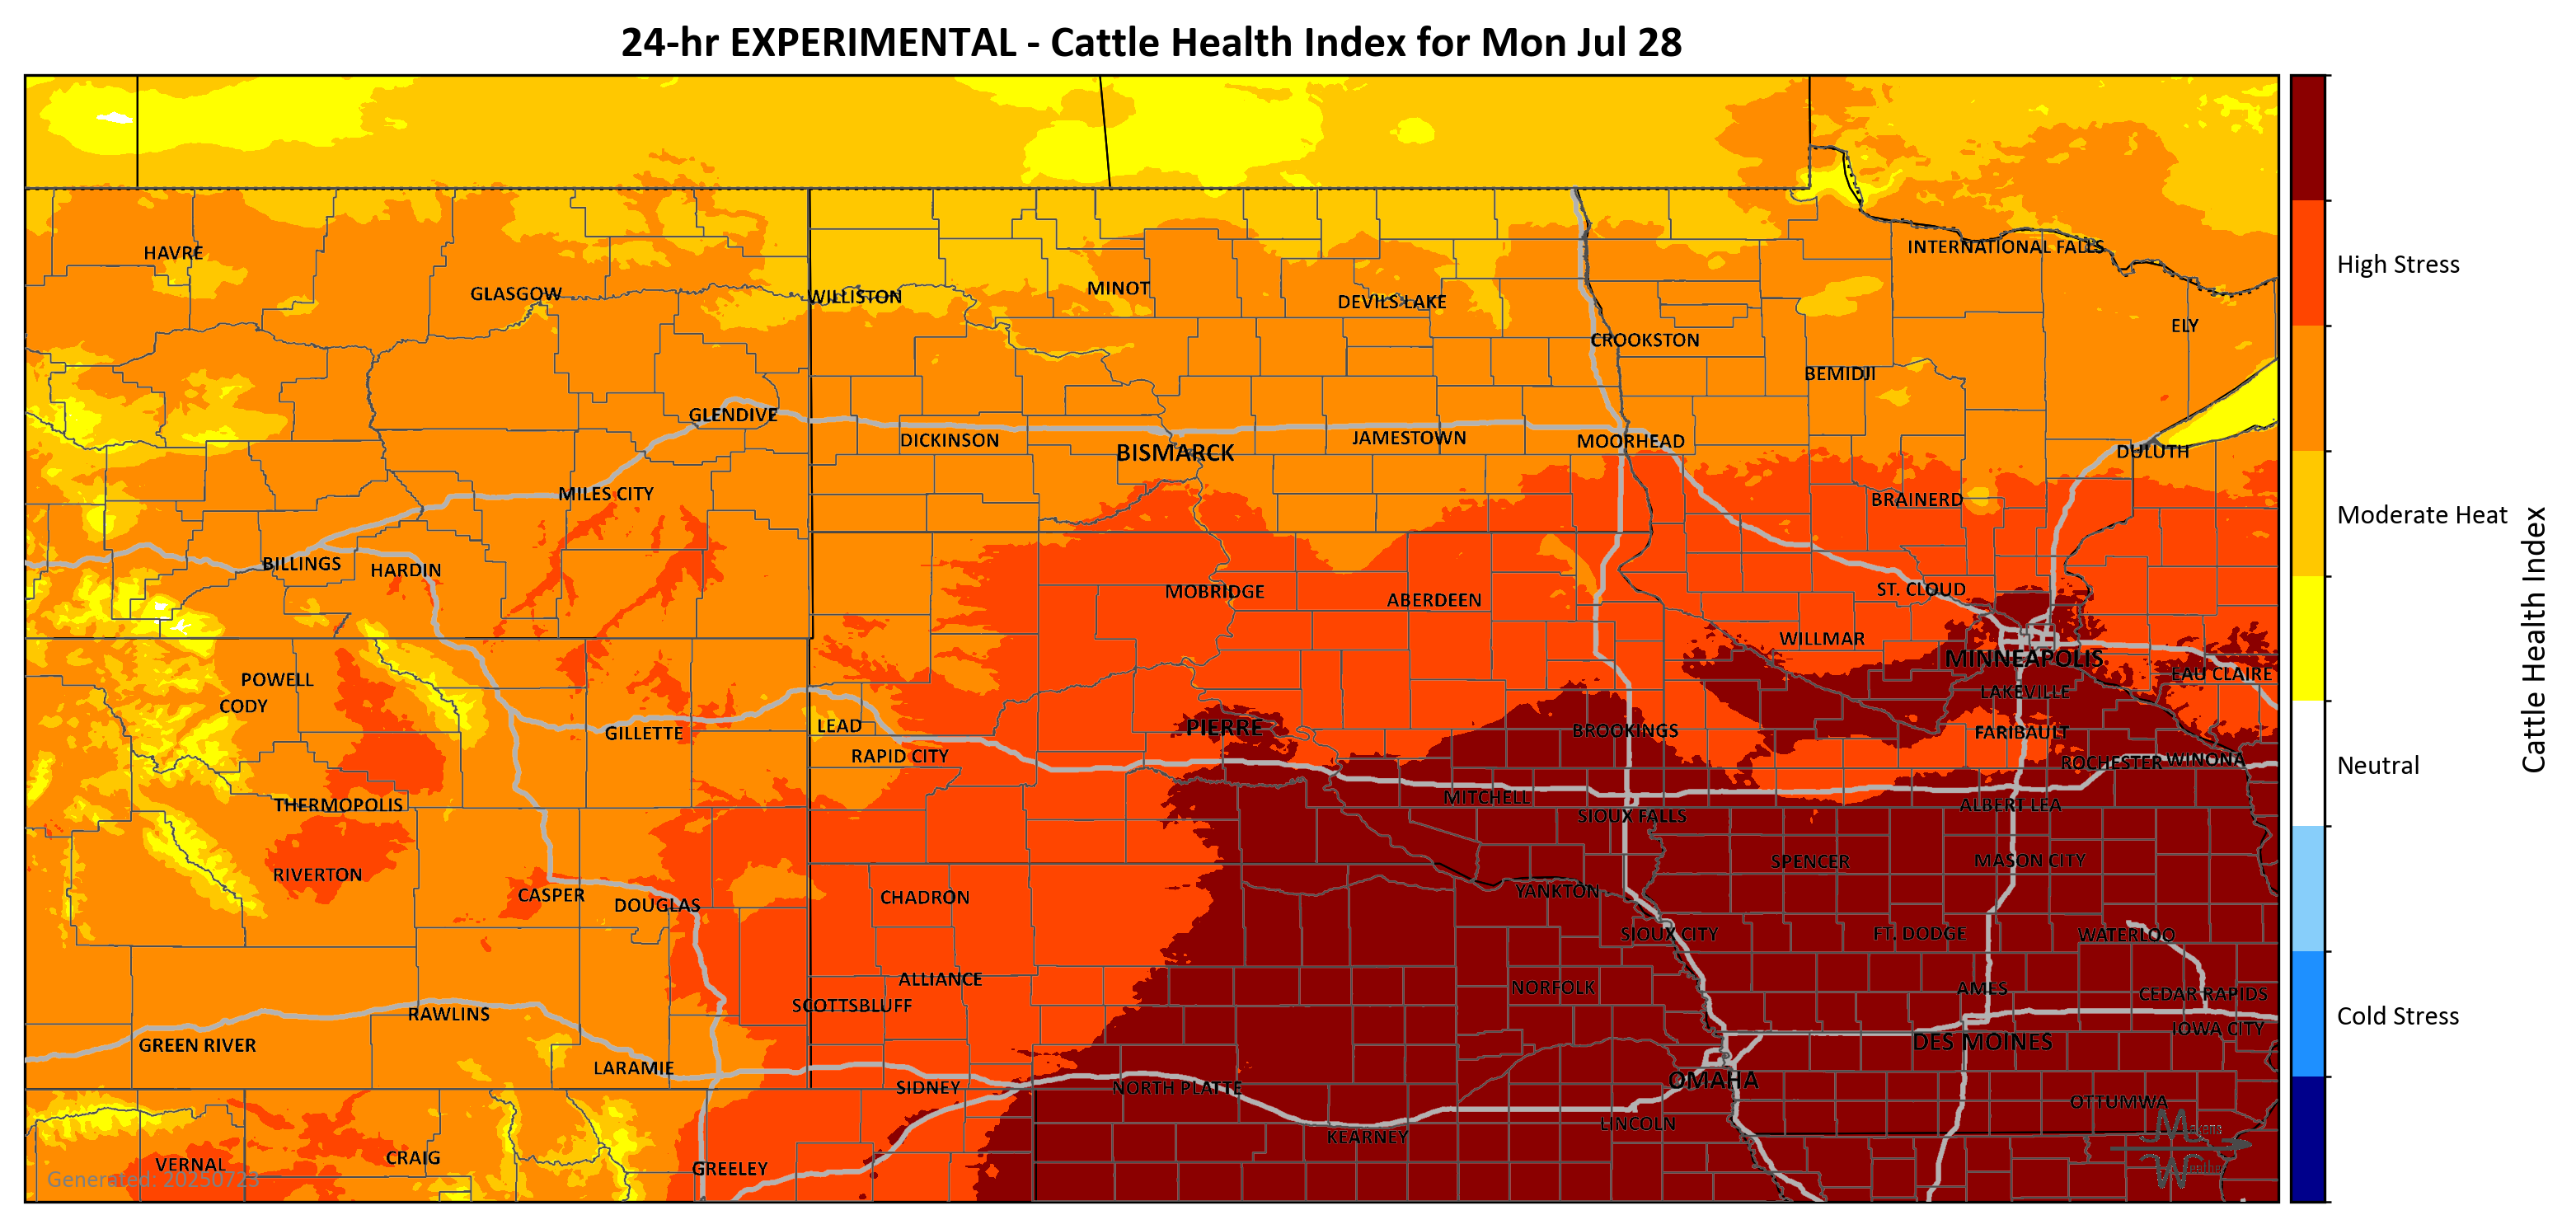 24-hr EXPERIMENTAL - Cattle Health Index for Mon Jul 28
HAVRE
INTERNATIONAL FALLS
High Stress
GLASGOW
WILLISTON
MINOT
DEVILS LAKE
ELY
CROOKSTON
BEMIDJI
GLENDIVE
DICKINSON
BISMARCK
JAMESTOWN
MOORHEAD
DULUTH
MILES CITY
BRAINERD
Moderate Heat
BILLINGS
HARDIN
MOBRIDGE
ABERDEEN
ST. CLOUD
WILLMAR
MINNEAPOLIS
Cattle Health Index
POWELL
EAU CLAIRE
CODY
LAKEVILLE
GILLETTE
LEAD
PIERRE
BROOKINGS
FARIBAULT
RAPID CITY
ROCHESTER
WINONA
Neutral
THERMOPOLIS
MITCHELL
SIOUX FALLS
ALBERT LEA
RIVERTON
SPENCER
MASON CITY
CASPER
DOUGLAS
CHADRON
YANKTON
SIOUX CITY
FT. DODGE
WATERLOO
ALLIANCE
NORFOLK
AMES
CEDAR RAPIDS
SCOTTSBLUFF
RAWLINS
Cold Stress
GREEN RIVER
DES MOINES
IOWA CITY
LARAMIE
SIDNEY
NORTH PLATTE
OMAHA
OTTUMWA
KEARNEY
LINCOLN
VERNAL
CRAIG
GREELEY
Generated: 20250723